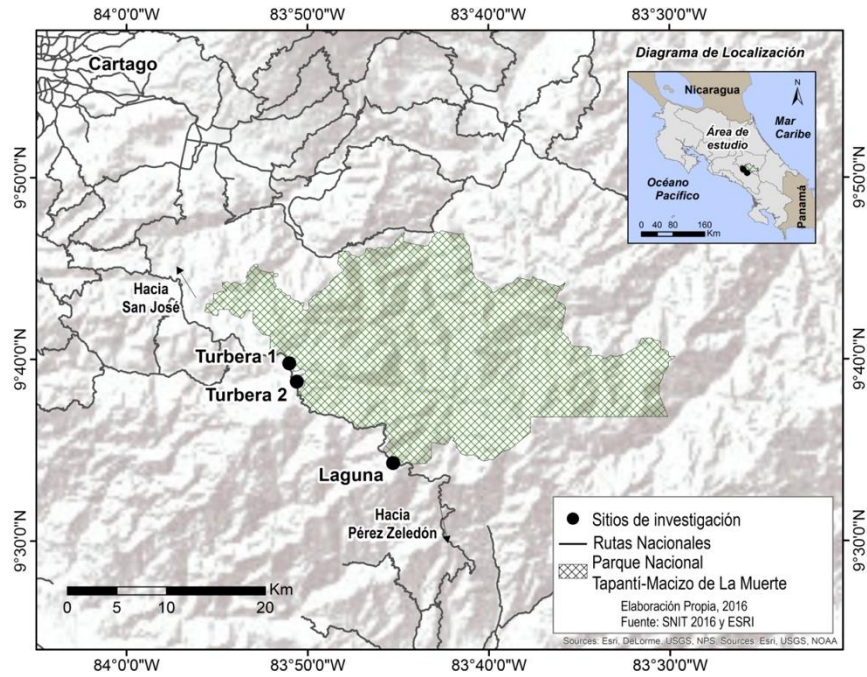 84°0'0"W
83°50'0"W
83°40'0"W
83°30'0"W
Cartago
Diagrama de Localización
N
Nicaragua
Mar
Caribe
Área de
estudio
Océano
Pacífico
Panamá
0 40 80 160
Km
9°50'0"N
9°50'0"N
Hacia
San José
Turbera 1
9°40'0"N
9°40'0"N
Turbera 2
Laguna
Hacia
Pérez Zeledón
9°30'0"N
9°30'0"N
Km
0 5 10 20
Sitios de investigación
Rutas Nacionales
Parque Nacional
Tapantí-Macizo de La Muerte
Elaboración Propia, 2016
Fuente: SNIT 2016 y ESRI
Sources: Esri, DeLorme, USGS, NPS, Sources: Esri, USGS, NOAA
84°0'0"W
83°50'0"W
83°40'0"W
83°30'0"W